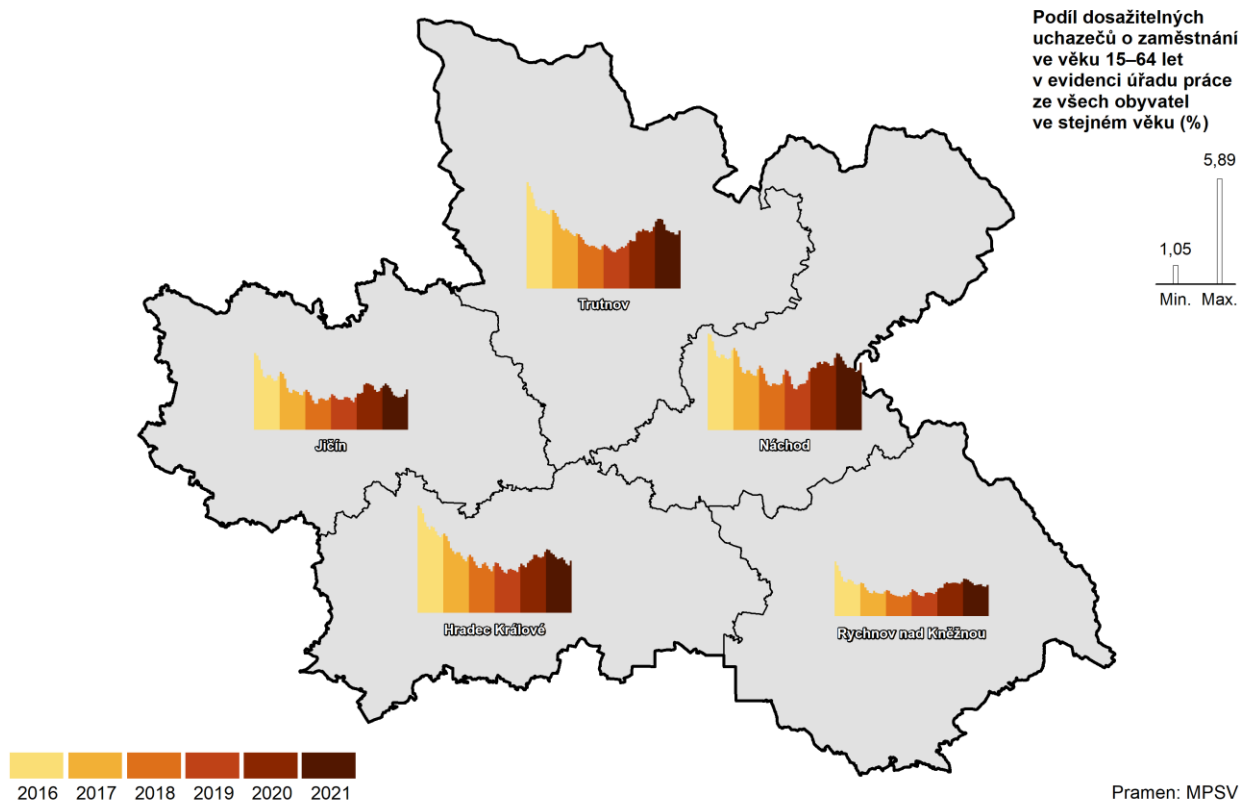 Podíl dosažitelných
uchazečů o zaměstnání
ve věku 15–64 let
v evidenci úřadu práce
ze všech obyvatel
ve stejném věku (%)
5,89
1,05
Min. Max.
Trutnov
Jičín
Náchod
Hradec Králové
Rychnov nad Kněžnou
2016 2017 2018 2019 2020 2021
Pramen: MPSV